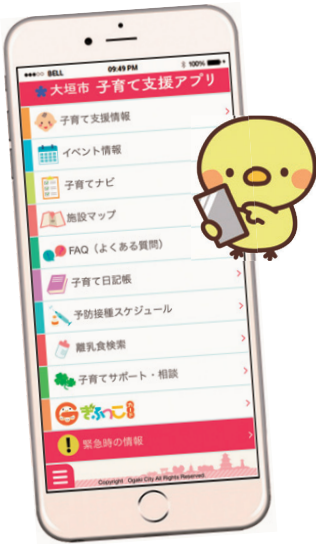 BELL 09:49 PM 100%
大垣市 子育て支援アプリ
子育て支援情報
イベント情報
子育てナビ
施設マップ
FAQ（よくある質問）
子育て日記帳
予防接種スケジュール
離乳食検索
子育てサポート・相談
ぎふっこ
緊急時の情報
Copyright Ogaki City All Rights Reserved.